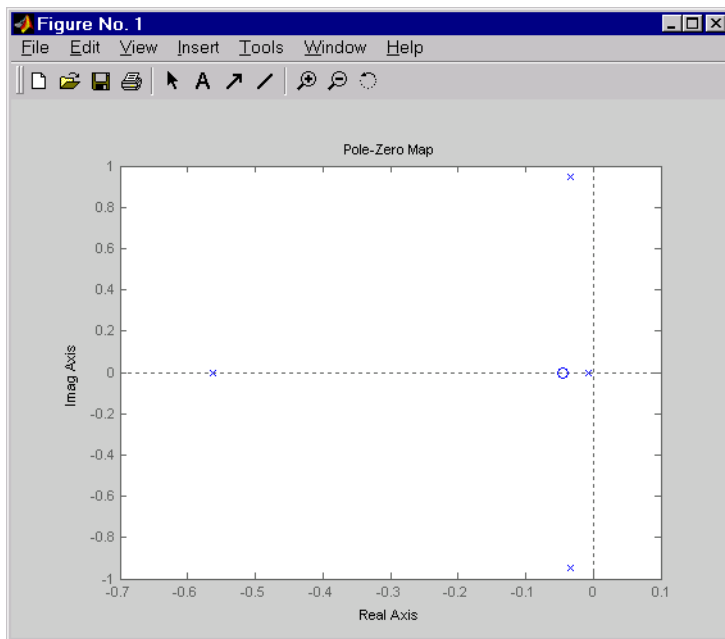 Figure No. 1
File Edit View Insert Tools Window Help
A
Pole-Zero Map
1
0.8
0.6
0.4
0.2
0
-0.2
-0.4
-0.6
-0.8
-1
Imag Axis
-0.7 -0.6 -0.5 -0.4 -0.3 -0.2 -0.1 0 0.1
Real Axis